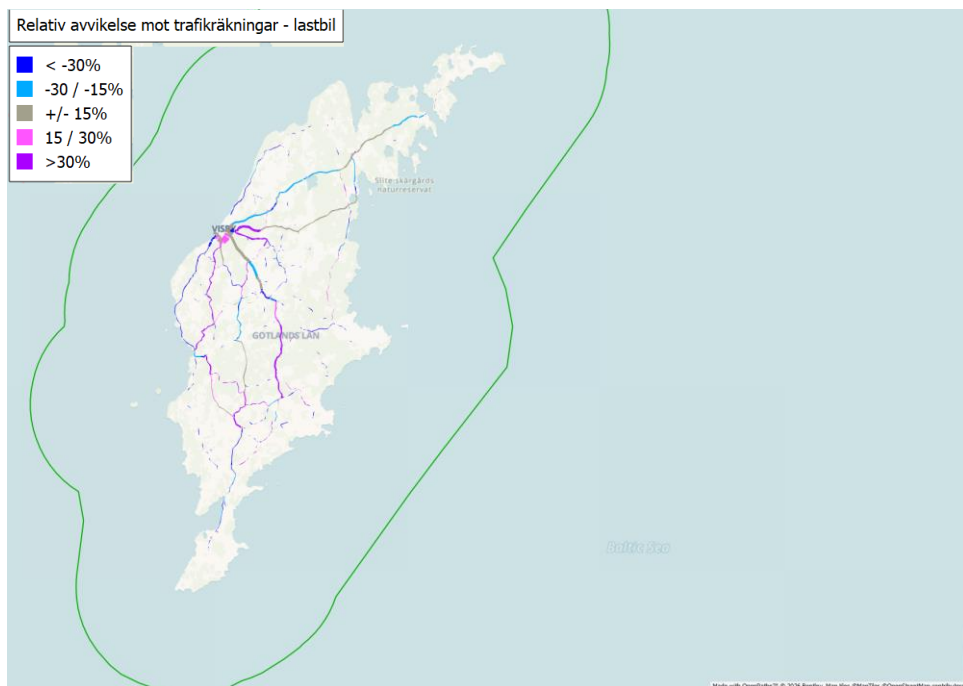 Relativ avvikelse mot trafikräkningar - lastbil
< -30%
-30 / -15%
+/- 15%
15 / 30%
>30%
Slite skärgårds
naturreservat
GOTLANDS LÄN
Baltic Sea